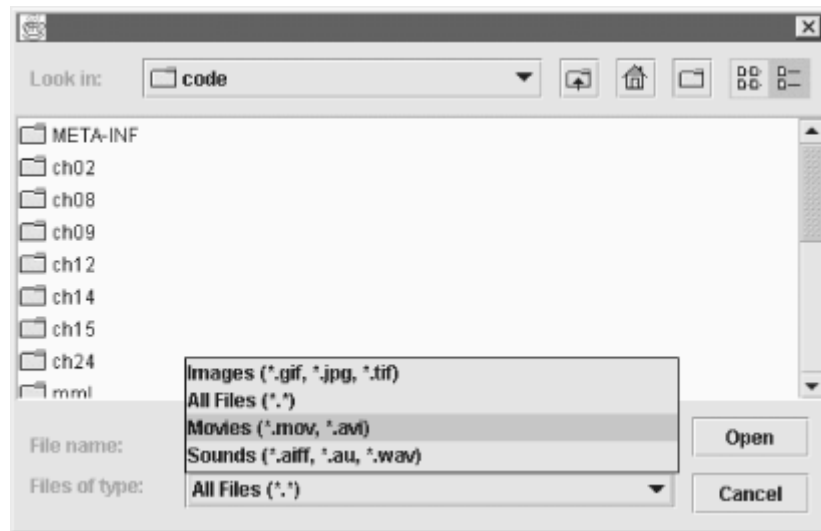 Look in: code
META-INF
ch02
ch08
ch09
ch12
ch14
ch15
ch24
mml
Images (*.gif, *.jpg, *.tif)
All Files (*.*)
Movies (*.mov, *.avi)
Sounds (*.aiff, *.au, *.wav)
File name:
Open
Files of type: All Files (*.*)
Cancel